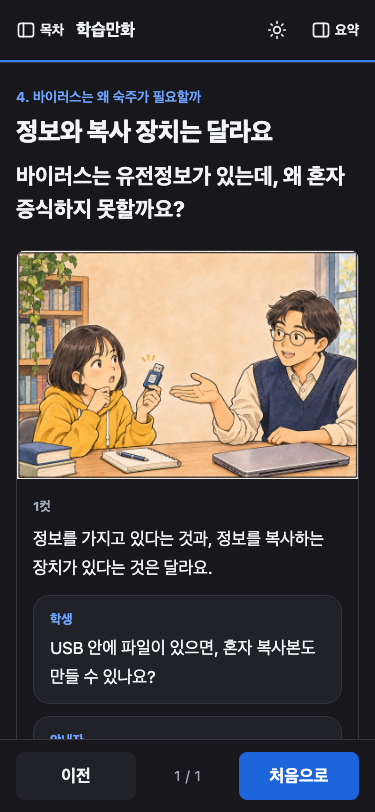 목차 학습만화 요약
4. 바이러스는 왜 숙주가 필요할까
정보와 복사 장치는 달라요
바이러스는 유전정보가 있는데, 왜 혼자
증식하지 못할까요?
1컷
정보를 가지고 있다는 것과, 정보를 복사하는
장치가 있다는 것은 달라요.
학생
USB 안에 파일이 있으면, 혼자 복사본도
만들 수 있나요?
이전 1 / 1 처음으로